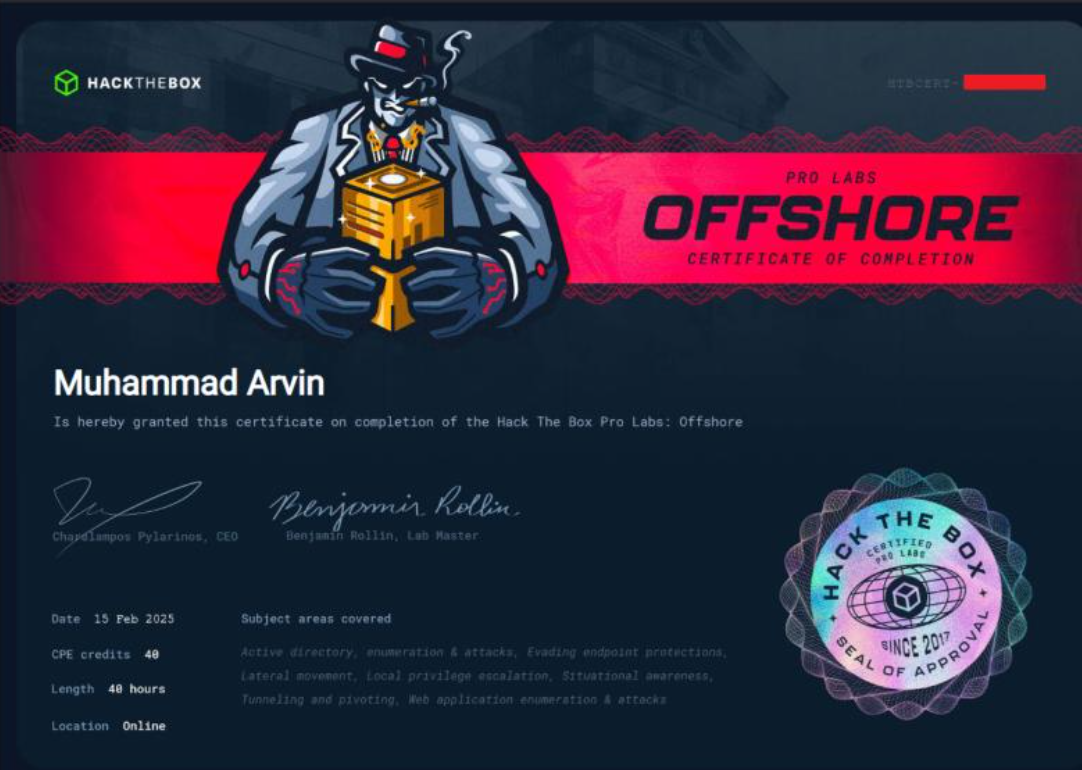 HACKTHEBOX
HTBCERT-
PRO LABS
OFFSHORE
CERTIFICATE OF COMPLETION
Muhammad Arvin
Is hereby granted this certificate on completion of the Hack The Box Pro Labs: Offshore
Benjamin Rollin.
Charalampos Pylarinos, CEO
Benjamin Rollin, Lab Master
Date 15 Feb 2025
CPE credits 40
Length 40 hours
Location Online
Subject areas covered
Active directory, enumeration & attacks, Evading endpoint protections,
Lateral movement, Local privilege escalation, Situational awareness,
Tunneling and pivoting, Web application enumeration & attacks
HACK THE BOX
CERTIFIED
PRO LABS
SINCE 2017
SEAL OF APPROVAL